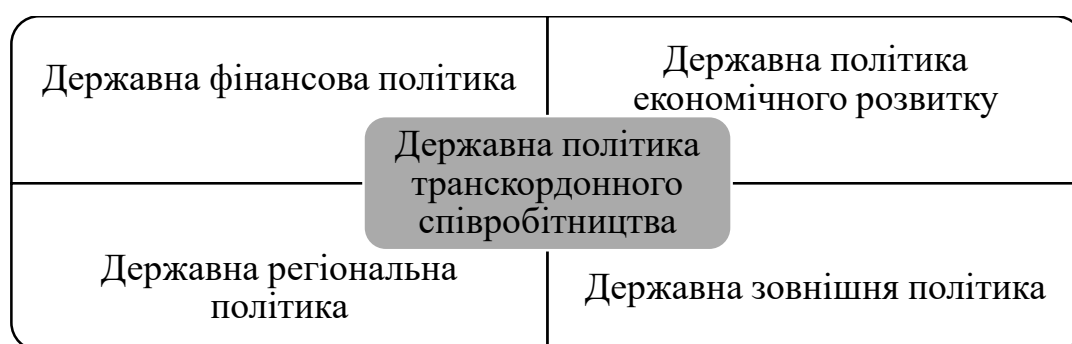 Державна фінансова політика
Державна політика
економічного розвитку
Державна політика
транскордонного
співробітництва
Державна регіональна
політика
Державна зовнішня політика